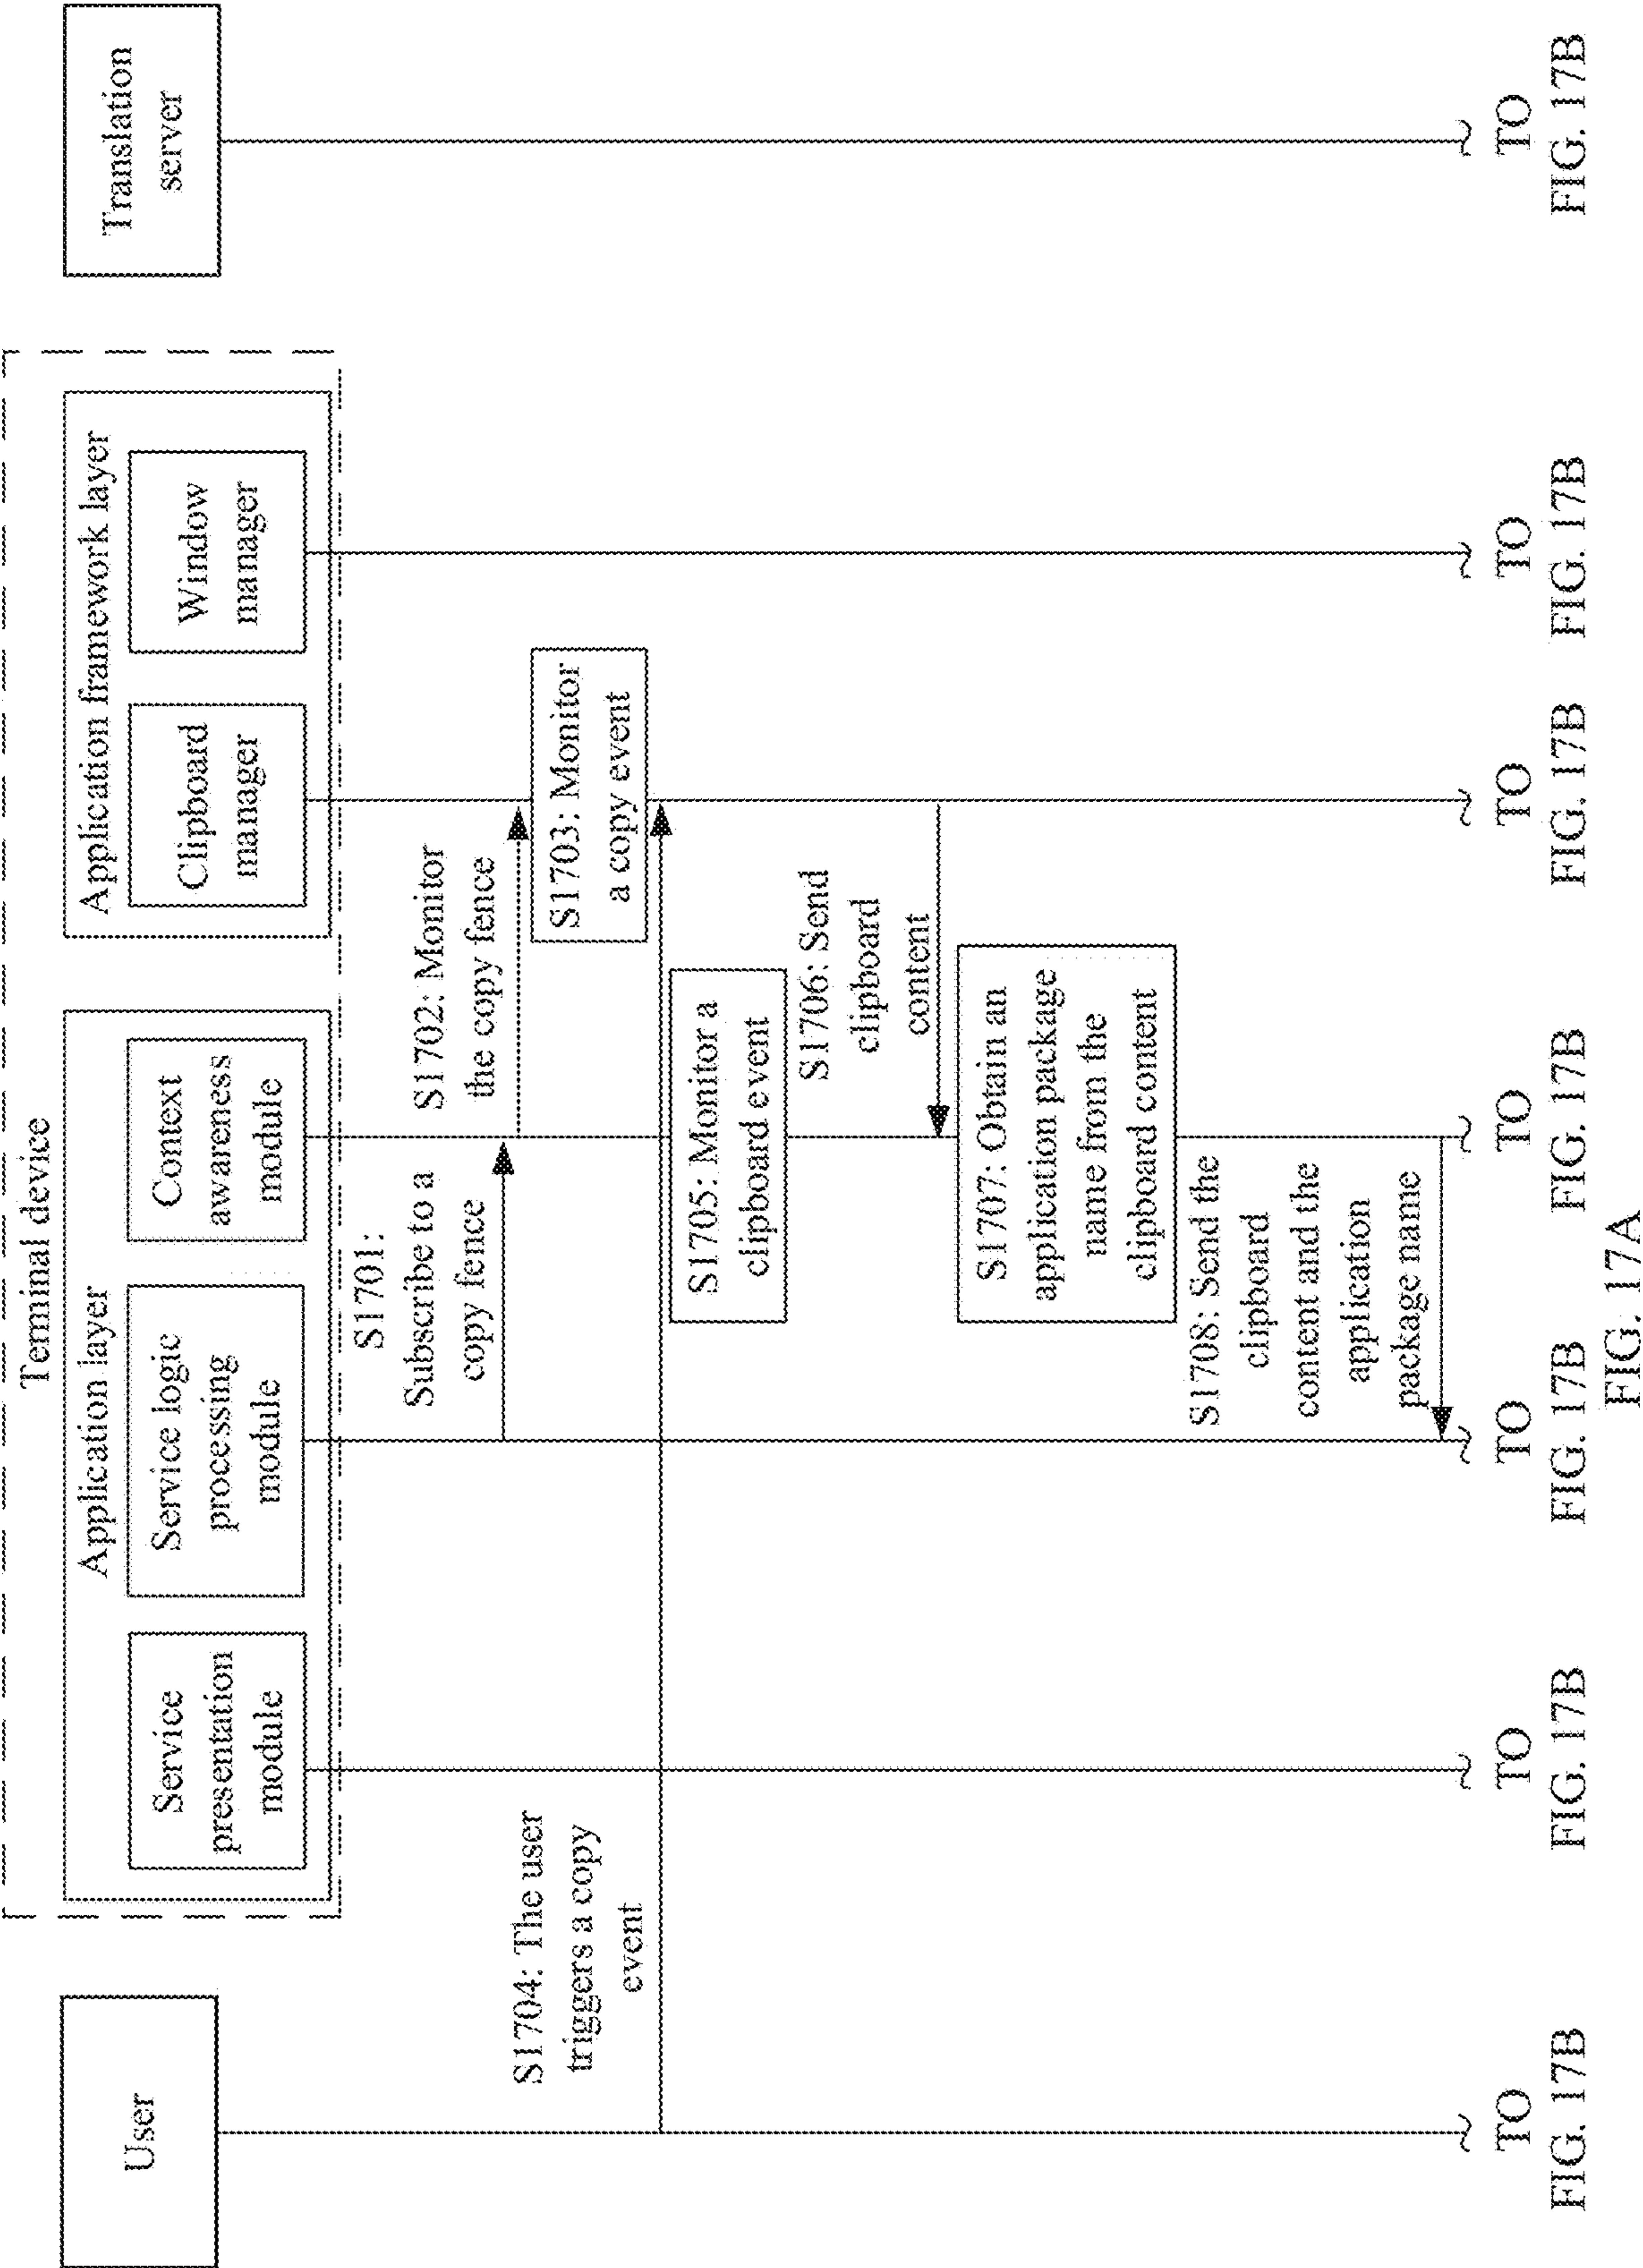 Terminal device
Application layer
Application framework layer
User
Service
presentation
module
Service logic
processing
module
Context
awareness
module
Clipboard
manager
Window
manager
Translation
server
S1701:
Subscribe to a
copy fence
S1702: Monitor
the copy fence
S1703: Monitor
a copy event
S1704: The user
triggers a copy
event
S1705: Monitor a
clipboard event
S1706: Send
clipboard
content
S1707: Obtain an
application package
name from the
clipboard content
S1708: Send the
clipboard
content and the
application
package name
TO
FIG. 17B
TO
FIG. 17B
TO
FIG. 17B
TO
FIG. 17B
TO
FIG. 17B
TO
FIG. 17B
TO
FIG. 17B
FIG. 17A